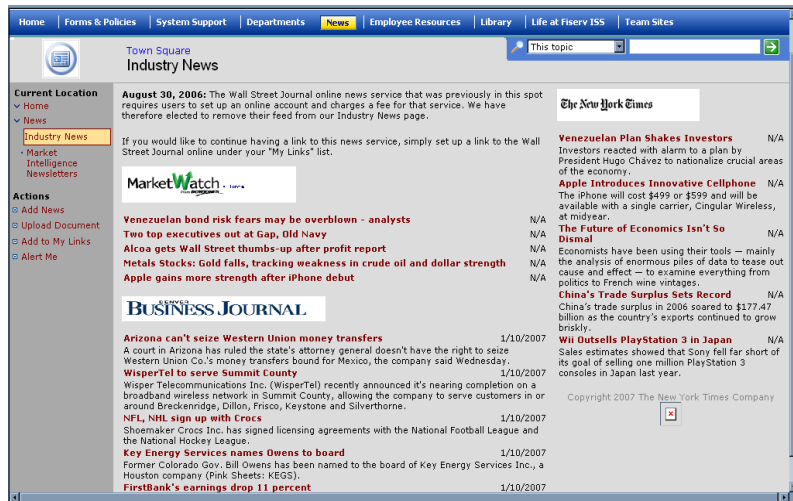 Home
Forms & Policies
System Support
Departments
News
Employee Resources
Library
Life at Fiserv ISS
Team Sites
Town Square
Industry News
This topic
Current Location
Home
News
Industry News
Market
Intelligence
Newsletters
Actions
Add News
Upload Document
Add to My Links
Alert Me
August 30, 2006: The Wall Street Journal online news service that was previously in this spot
requires users to set up an online account and charges a fee for that service. We have
therefore elected to remove their feed from our Industry News page.
If you would like to continue having a link to this news service, simply set up a link to the Wall
Street Journal online under your "My Links" list.
MarketWatch
Venezuelan bond risk fears may be overblown - analysts N/A
Two top executives out at Gap, Old Navy N/A
Alcoa gets Wall Street thumbs-up after profit report N/A
Metals Stocks: Gold falls, tracking weakness in crude oil and dollar strength N/A
Apple gains more strength after iPhone debut N/A
DENVER
BUSINESS JOURNAL
Arizona can't seize Western Union money transfers 1/10/2007
A court in Arizona has ruled the state's attorney general doesn't have the right to seize
Western Union Co.'s money transfers bound for Mexico, the company said Wednesday.
WisperTel to serve Summit County 1/10/2007
Wisper Telecommunications Inc. (WisperTel) recently announced it's nearing completion on a
broadband wireless network in Summit County, allowing the company to serve customers in or
around Breckenridge, Dillon, Frisco, Keystone and Silverthorne.
NFL, NHL sign up with Crocs 1/10/2007
Shoemaker Crocs Inc. has signed licensing agreements with the National Football League and
the National Hockey League.
Key Energy Services names Owens to board 1/10/2007
Former Colorado Gov. Bill Owens has been named to the board of Key Energy Services Inc., a
Houston company (Pink Sheets: KEGS).
FirstBank's earnings drop 11 percent 1/10/2007
The New York Times
Venezuelan Plan Shakes Investors N/A
Investors reacted with alarm to a plan by
President Hugo Chávez to nationalize crucial areas
of the economy.
Apple Introduces Innovative Cellphone N/A
The iPhone will cost $499 or $599 and will be
available with a single carrier, Cingular Wireless,
at midyear.
The Future of Economics Isn't So N/A
Dismal
Economists have been using their tools — mainly
the analysis of enormous piles of data to tease out
cause and effect — to examine everything from
politics to French wine vintages.
China's Trade Surplus Sets Record N/A
China's trade surplus in 2006 soared to $177.47
billion as the country's exports continued to grow
briskly.
Wii Outsells PlayStation 3 in Japan N/A
Sales estimates showed that Sony fell far short of
its goal of selling one million PlayStation 3
consoles in Japan last year.
Copyright 2007 The New York Times Company